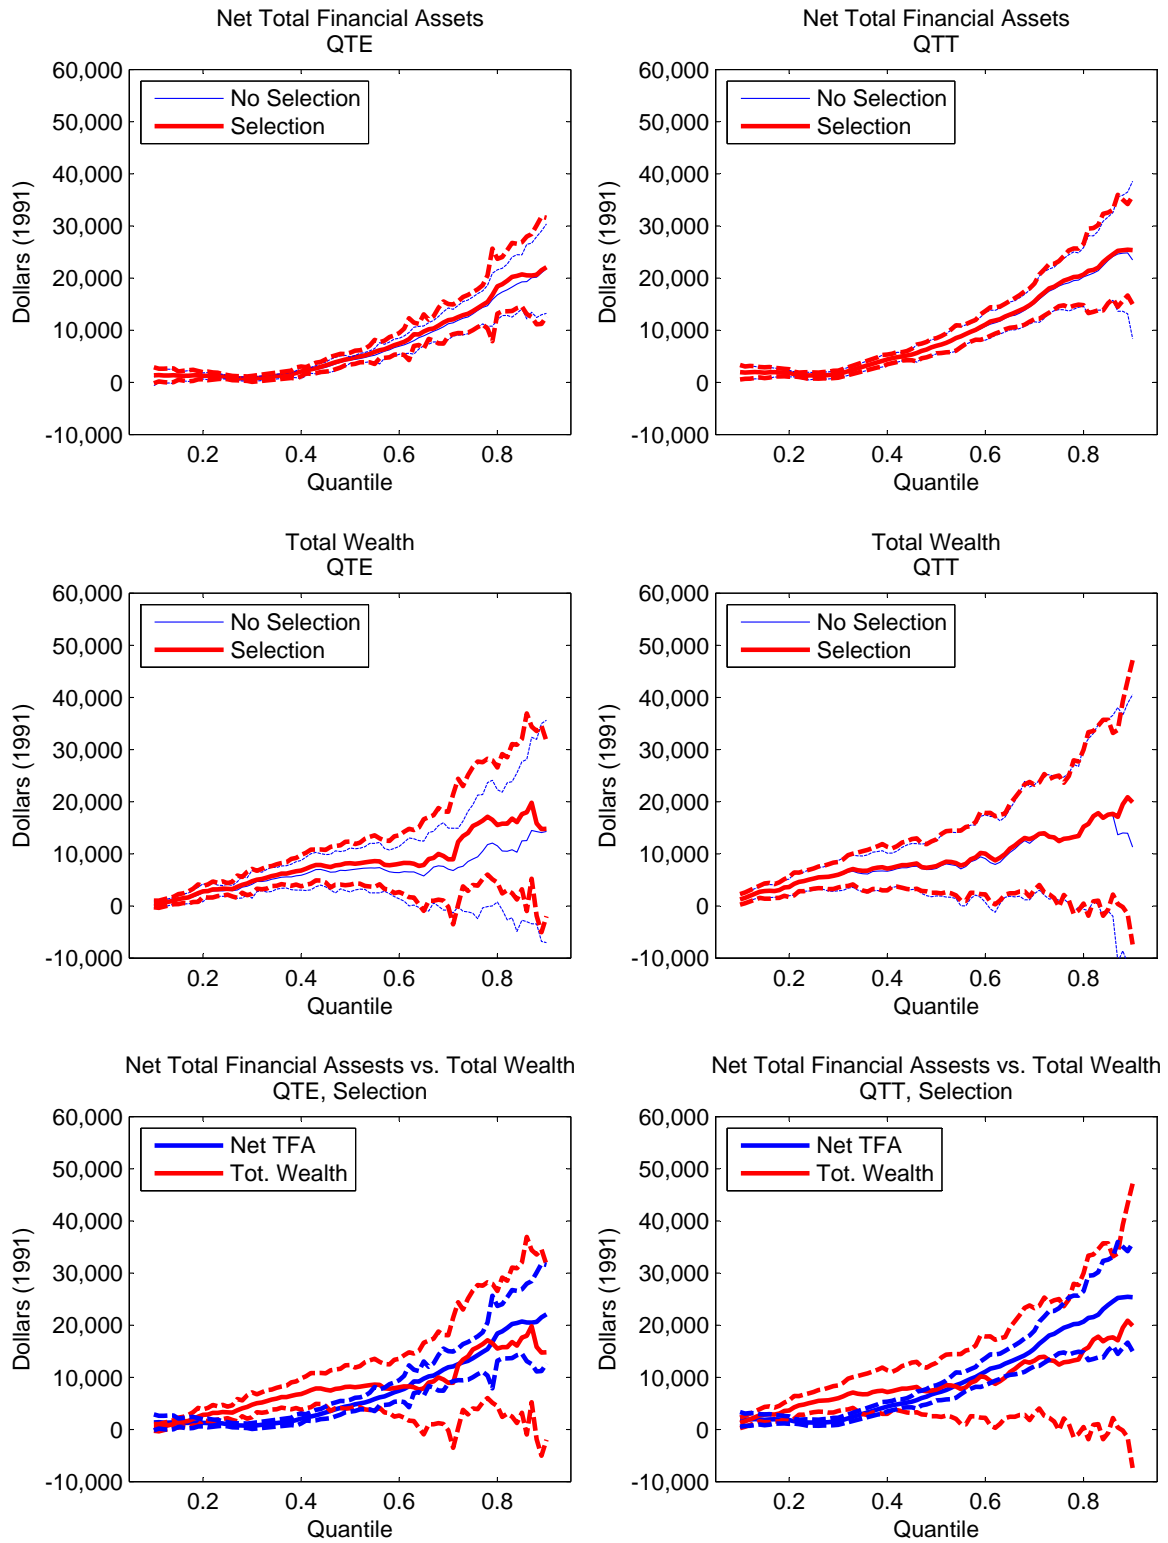 Net Total Financial Assets
QTE
60,000
50,000
40,000
30,000
20,000
10,000
0
-10,000
Dollars (1991)
No Selection
Selection
0.2 0.4 0.6 0.8
Quantile
Net Total Financial Assets
QTT
60,000
50,000
40,000
30,000
20,000
10,000
0
-10,000
Dollars (1991)
No Selection
Selection
0.2 0.4 0.6 0.8
Quantile
Total Wealth
QTE
60,000
50,000
40,000
30,000
20,000
10,000
0
-10,000
Dollars (1991)
No Selection
Selection
0.2 0.4 0.6 0.8
Quantile
Total Wealth
QTT
60,000
50,000
40,000
30,000
20,000
10,000
0
-10,000
Dollars (1991)
No Selection
Selection
0.2 0.4 0.6 0.8
Quantile
Net Total Financial Assests vs. Total Wealth
QTE, Selection
60,000
50,000
40,000
30,000
20,000
10,000
0
-10,000
Dollars (1991)
Net TFA
Tot. Wealth
0.2 0.4 0.6 0.8
Quantile
Net Total Financial Assests vs. Total Wealth
QTT, Selection
60,000
50,000
40,000
30,000
20,000
10,000
0
-10,000
Dollars (1991)
Net TFA
Tot. Wealth
0.2 0.4 0.6 0.8
Quantile